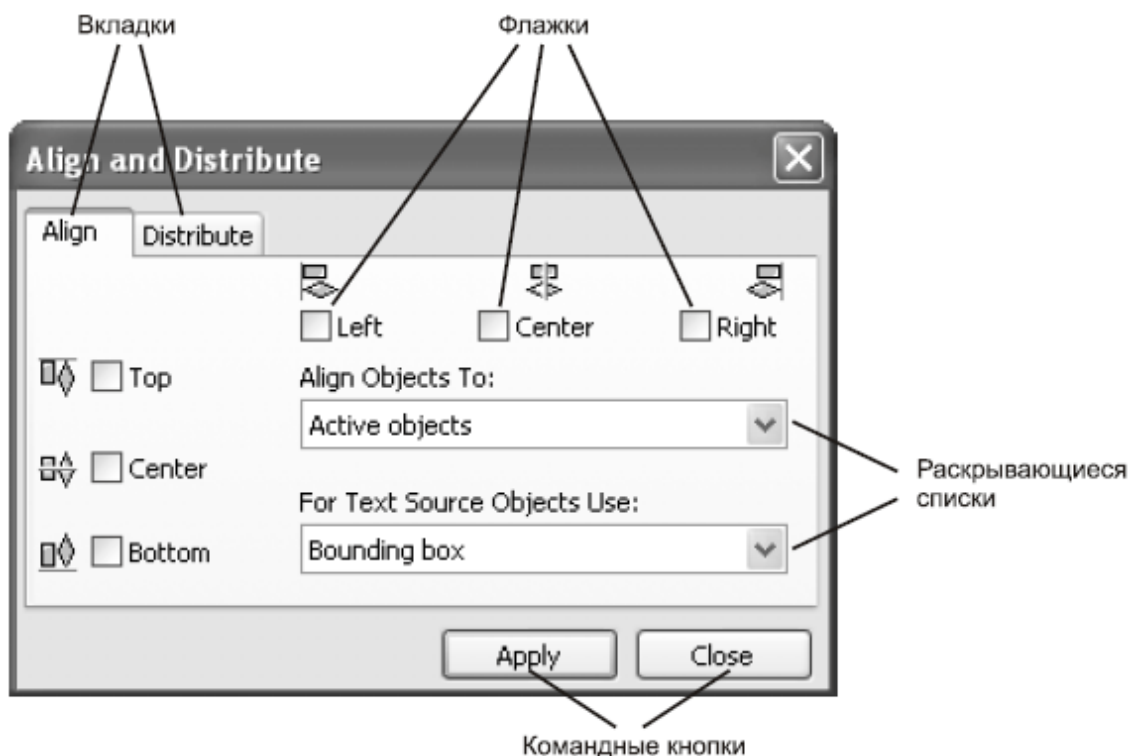 Вкладки
Флажки
Align and Distribute
Align
Distribute
Left
Center
Right
Top
Align Objects To:
Active objects
Center
Раскрывающиеся
списки
For Text Source Objects Use:
Bottom
Bounding box
Apply
Close
Командные кнопки